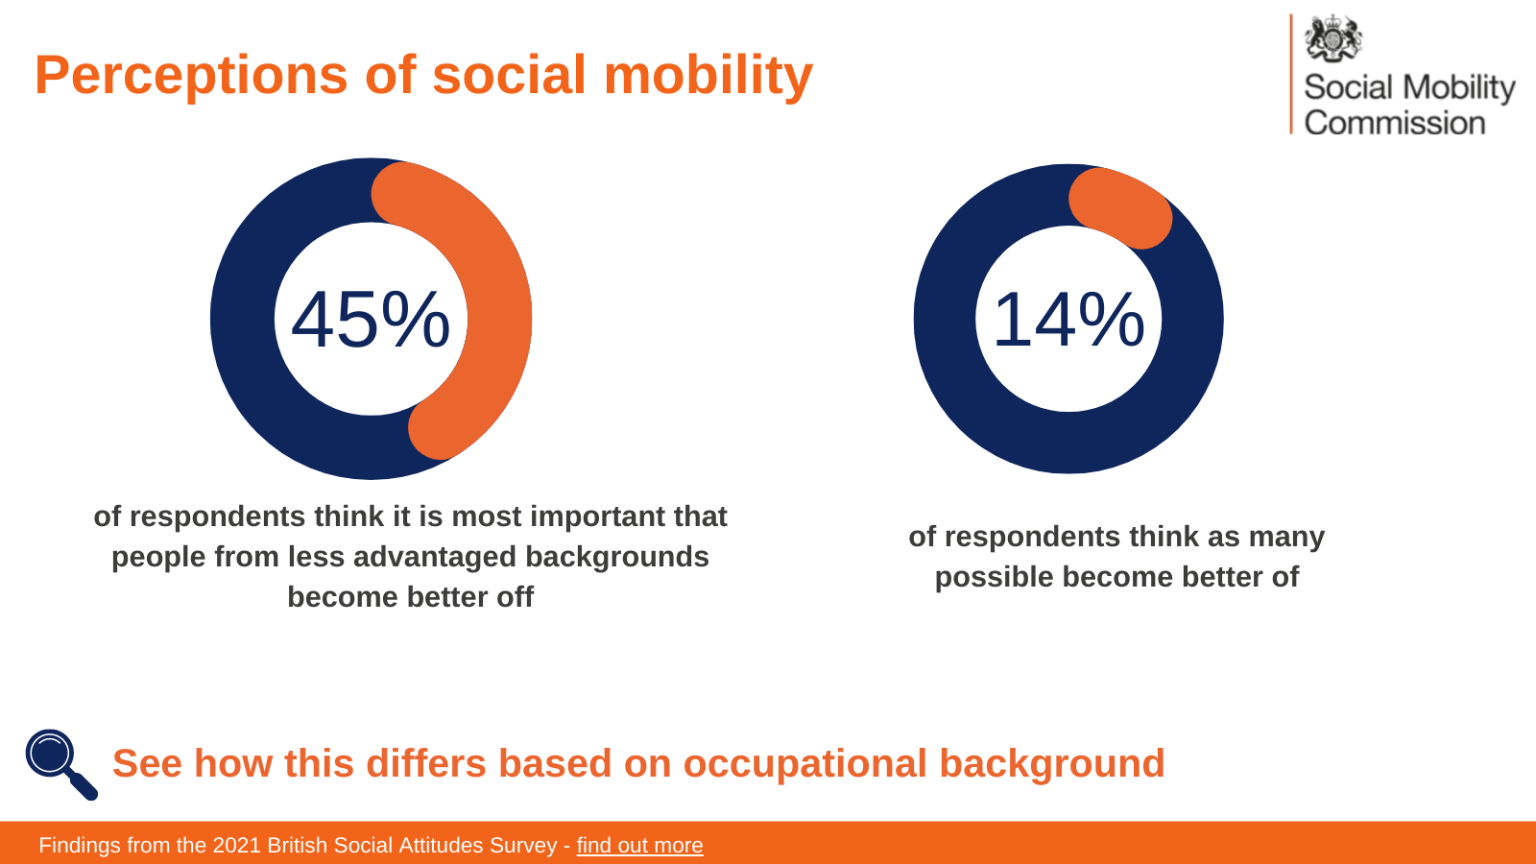 Perceptions of social mobility
Social Mobility
Commission
45%
of respondents think it is most important that
people from less advantaged backgrounds
become better off
14%
of respondents think as many
possible become better of
See how this differs based on occupational background
Findings from the 2021 British Social Attitudes Survey - find out more